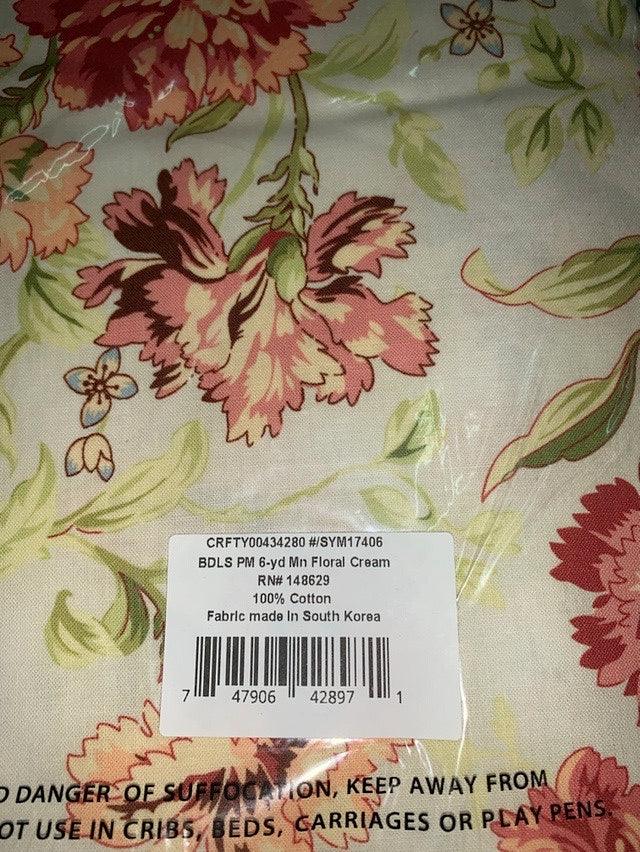 CRFTY00434280 #/SYM17406
BDLS PM 6-yd Mn Floral Cream
RN# 148629
100% Cotton
Fabric made In South Korea
7 47906 42897 1
DANGER OF SUFFOCATION, KEEP AWAY FROM
USE IN CRIBS, BEDS, CARRIAGES OR PLAY PENS.